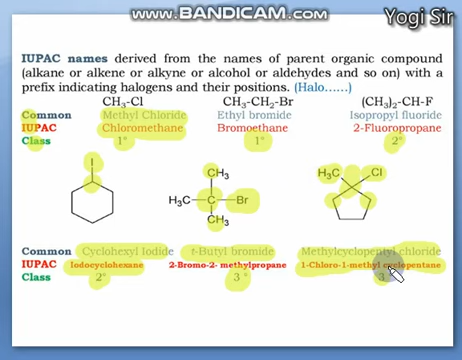 www.BANDICAM.com
Yogi Sir
IUPAC names derived from the names of parent organic compound
(alkane or alkene or alkyne or alcohol or aldehydes and so on) with a
prefix indicating halogens and their positions. (Halo......)
CH₃-Cl CH₃-CH₂-Br (CH₃)₂-CH-F
Common Methyl Chloride Ethyl bromide Isopropyl fluoride
IUPAC Chloromethane Bromoethane 2-Fluoropropane
Class 1° 1° 2°
I CH₃ H₃C Cl
H₃C C Br
CH₃
Common Cyclohexyl Iodide t-Butyl bromide Methylcyclopentyl chloride
IUPAC Iodocyclohexane 2-Bromo-2- methylpropane 1-Chloro-1-methyl cyclopentane
Class 2° 3° 3